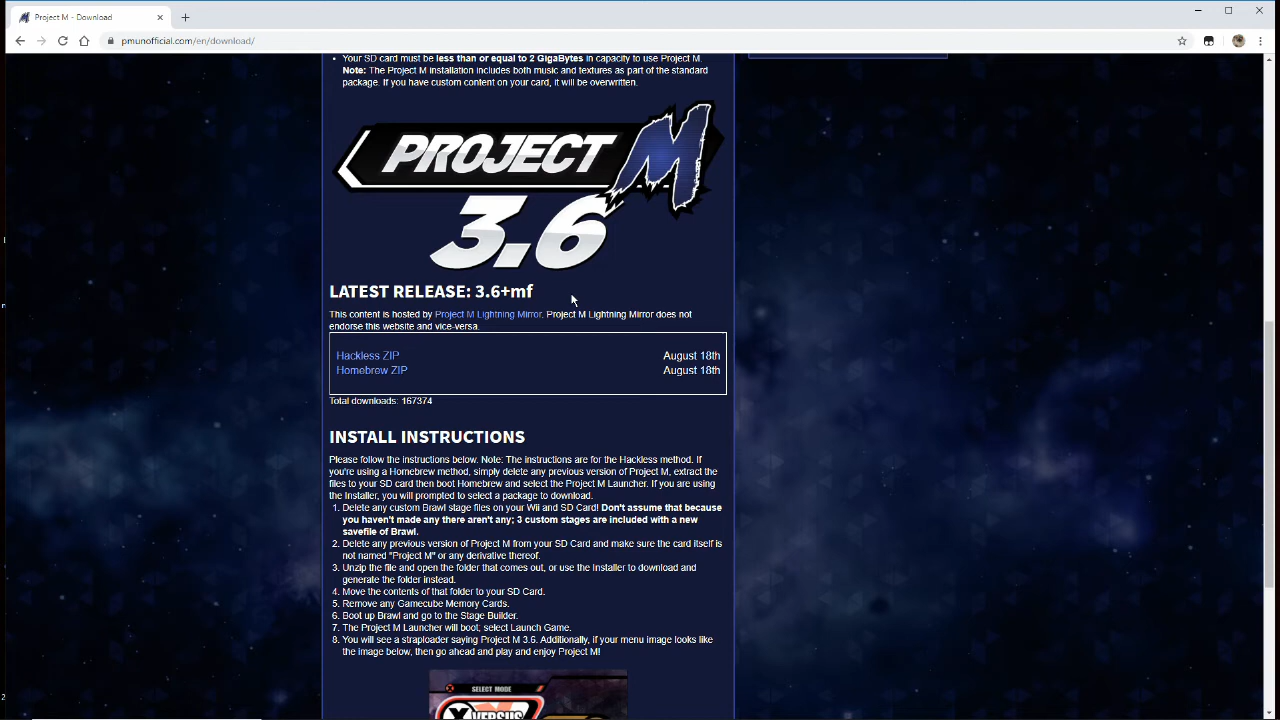 Project M - Download
pmunofficial.com/en/download/
Your SD card must be less than or equal to 2 GigaBytes in capacity to use Project M.
Note: The Project M installation includes both music and textures as part of the standard
package. If you have custom content on your card, it will be overwritten.
PROJECT M
3.6
LATEST RELEASE: 3.6+mf
This content is hosted by Project M Lightning Mirror. Project M Lightning Mirror does not
endorse this website and vice-versa.
Hackless ZIP August 18th
Homebrew ZIP August 18th
Total downloads: 167374
INSTALL INSTRUCTIONS
Please follow the instructions below. Note: The instructions are for the Hackless method. If
you're using a Homebrew method, simply delete any previous version of Project M, extract the
files to your SD card then boot Homebrew and select the Project M Launcher. If you are using
the Installer, you will prompted to select a package to download.
1. Delete any custom Brawl stage files on your Wii and SD Card! Don't assume that because
you haven't made any there aren't any; 3 custom stages are included with a new
savefile of Brawl.
2. Delete any previous version of Project M from your SD Card and make sure the card itself is
not named "Project M" or any derivative thereof.
3. Unzip the file and open the folder that comes out, or use the Installer to download and
generate the folder instead.
4. Move the contents of that folder to your SD Card.
5. Remove any Gamecube Memory Cards.
6. Boot up Brawl and go to the Stage Builder.
7. The Project M Launcher will boot; select Launch Game.
8. You will see a straploader saying Project M 3.6. Additionally, if your menu image looks like
the image below, then go ahead and play and enjoy Project M!
SELECT MODE
VERSUS